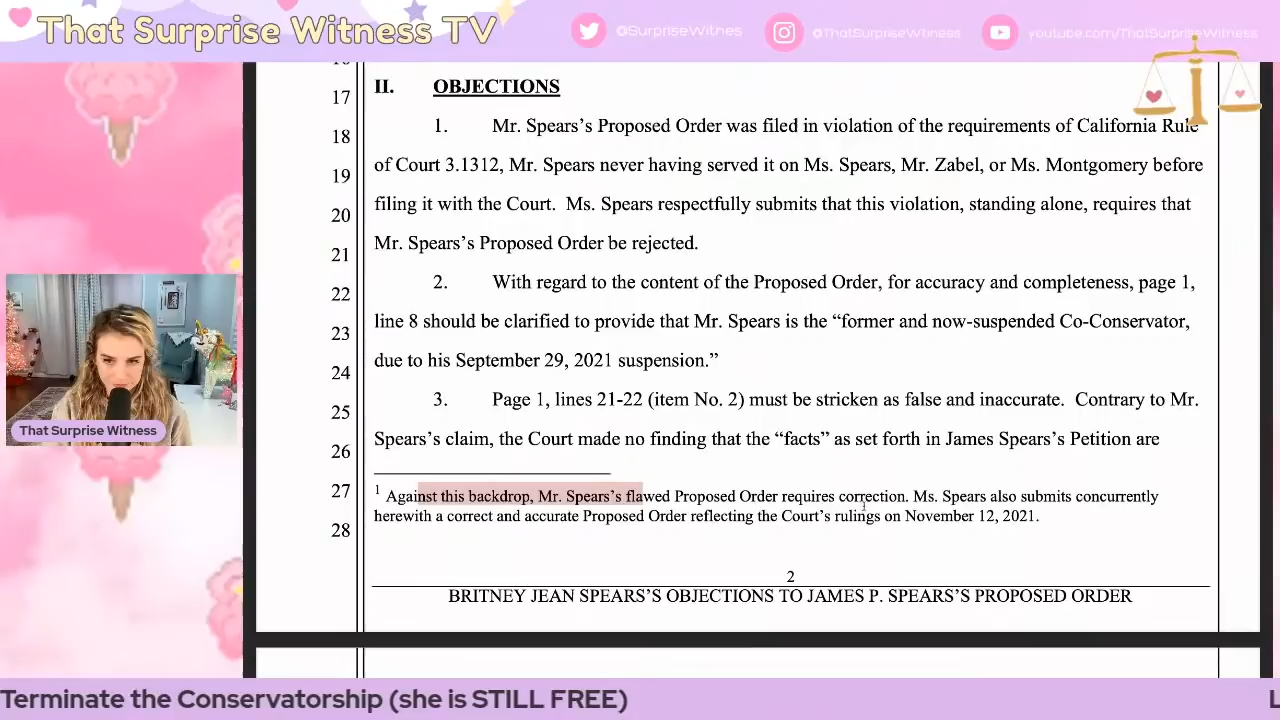 That Surprise Witness TV
@SurpriseWitnes
@ThatSurpriseWitness
youtube.com/ThatSurpriseWitness
17 II. OBJECTIONS
18 1. Mr. Spears’s Proposed Order was filed in violation of the requirements of California Rule
19 of Court 3.1312, Mr. Spears never having served it on Ms. Spears, Mr. Zabel, or Ms. Montgomery before
20 filing it with the Court. Ms. Spears respectfully submits that this violation, standing alone, requires that
21 Mr. Spears’s Proposed Order be rejected.
22 2. With regard to the content of the Proposed Order, for accuracy and completeness, page 1,
23 line 8 should be clarified to provide that Mr. Spears is the “former and now-suspended Co-Conservator,
24 due to his September 29, 2021 suspension.”
25 3. Page 1, lines 21-22 (item No. 2) must be stricken as false and inaccurate. Contrary to Mr.
26 Spears’s claim, the Court made no finding that the “facts” as set forth in James Spears’s Petition are
27 1 Against this backdrop, Mr. Spears’s flawed Proposed Order requires correction. Ms. Spears also submits concurrently
28 herewith a correct and accurate Proposed Order reflecting the Court’s rulings on November 12, 2021.
2
BRITNEY JEAN SPEARS’S OBJECTIONS TO JAMES P. SPEARS’S PROPOSED ORDER
That Surprise Witness
Terminate the Conservatorship (she is STILL FREE)